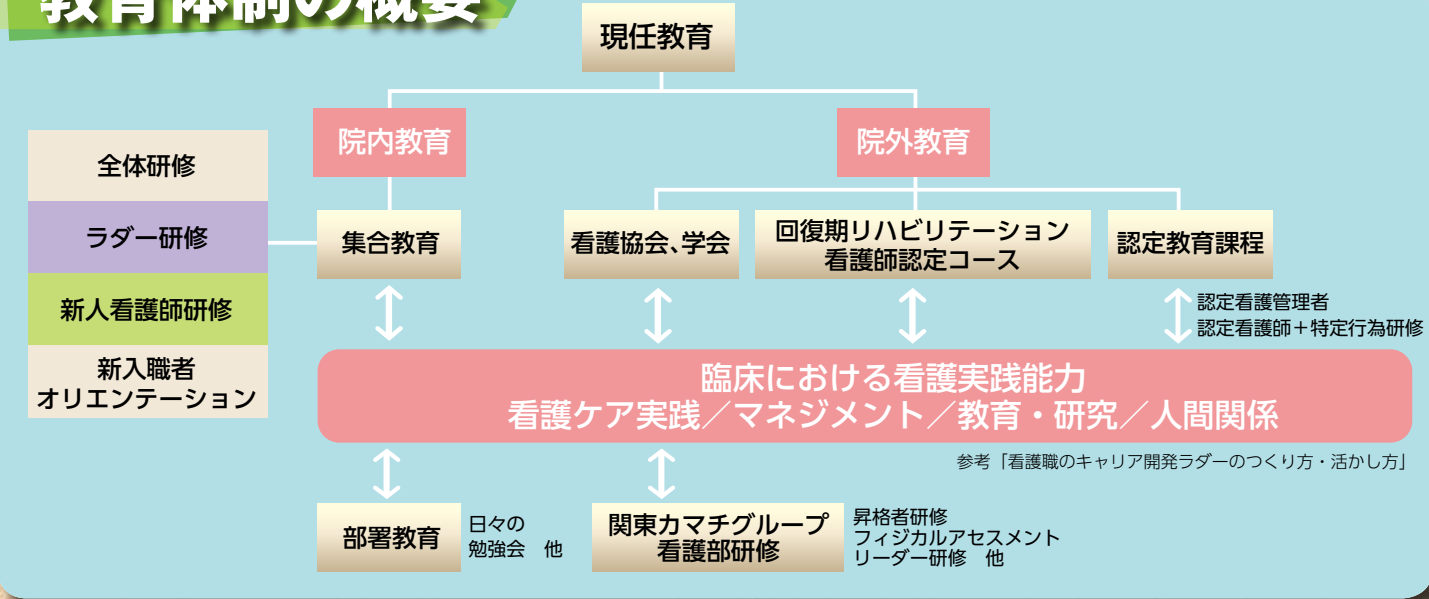 教育体制の概要
現任教育
院内教育
院外教育
全体研修
ラダー研修
新人看護師研修
新入職者
オリエンテーション
集合教育
看護協会、学会
回復期リハビリテーション
看護師認定コース
認定教育課程
認定看護管理者
認定看護師＋特定行為研修
臨床における看護実践能力
看護ケア実践／マネジメント／教育・研究／人間関係
参考「看護職のキャリア開発ラダーのつくり方・活かし方」
部署教育
日々の
勉強会　他
関東カマチグループ
看護部研修
昇格者研修
フィジカルアセスメント
リーダー研修　他